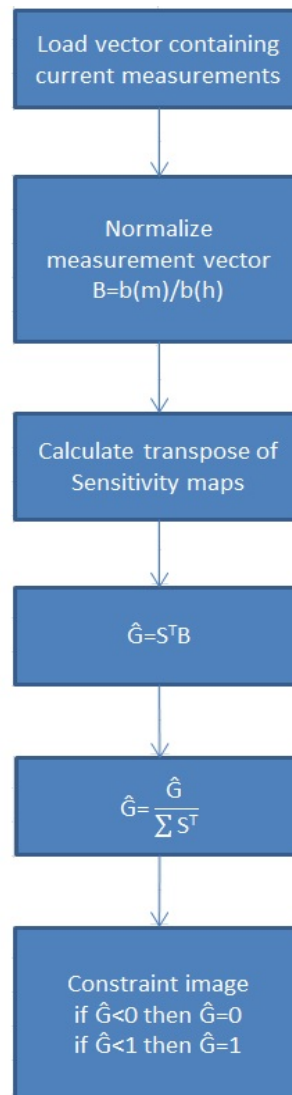 Load vector containing
current measurements
Normalize
measurement vector
B=b(m)/b(h)
Calculate transpose of
Sensitivity maps
Ĝ=SᵀB
Ĝ=Ĝ/∑ Sᵀ
Constraint image
if Ĝ<0 then Ĝ=0
if Ĝ<1 then Ĝ=1